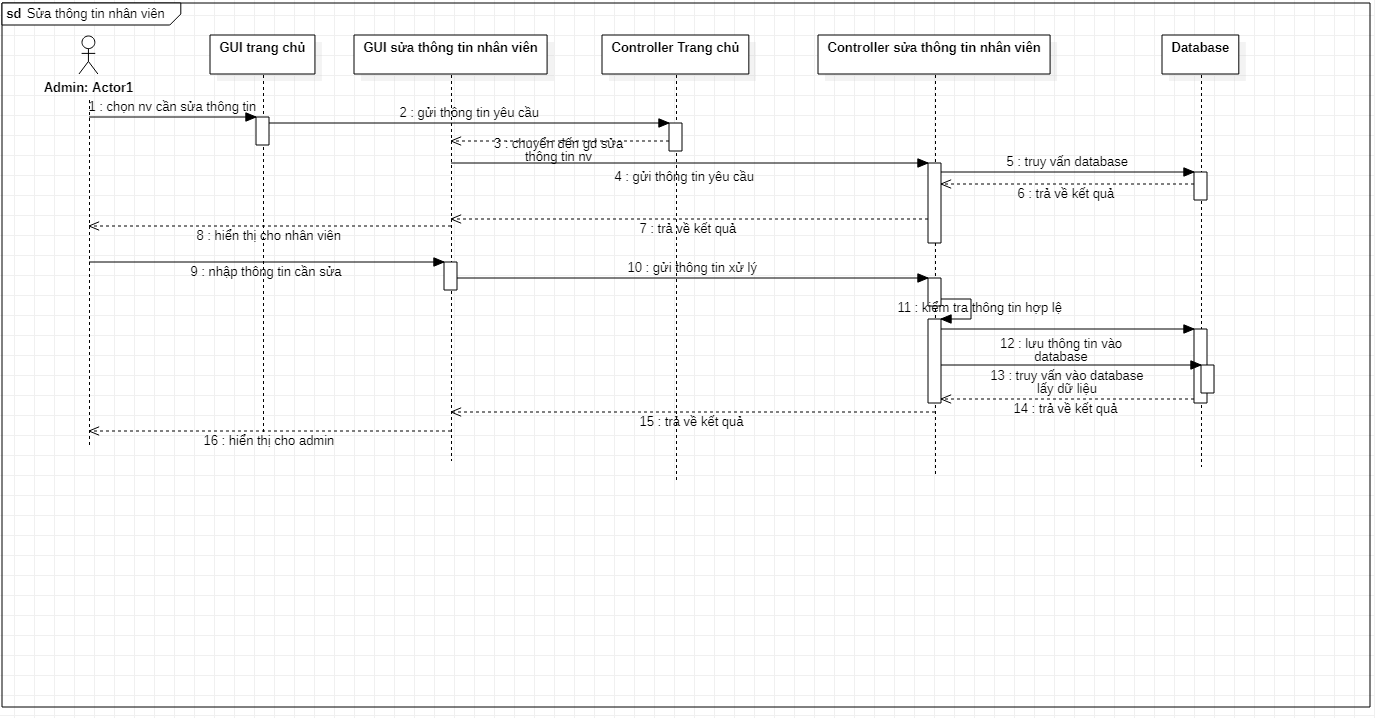 sd Sửa thông tin nhân viên
GUI trang chủ
GUI sửa thông tin nhân viên
Controller Trang chủ
Controller sửa thông tin nhân viên
Database
Admin: Actor1
1 : chọn nv cần sửa thông tin
2 : gửi thông tin yêu cầu
3 : chuyển đến gd sửa
thông tin nv
4 : gửi thông tin yêu cầu
5 : truy vấn database
6 : trả về kết quả
7 : trả về kết quả
8 : hiển thị cho nhân viên
9 : nhập thông tin cần sửa
10 : gửi thông tin xử lý
11 : kiểm tra thông tin hợp lệ
12 : lưu thông tin vào
database
13 : truy vấn vào database
lấy dữ liệu
14 : trả về kết quả
15 : trả về kết quả
16 : hiển thị cho admin